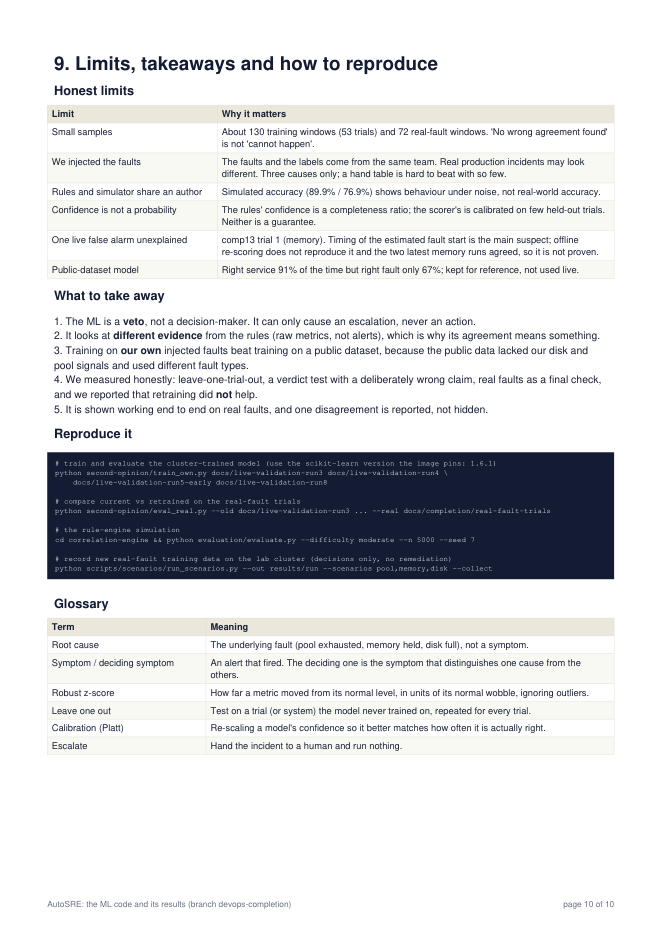 9. Limits, takeaways and how to reproduce
Honest limits
Limit Why it matters
Small samples About 130 training windows (53 trials) and 72 real-fault windows. 'No wrong agreement found'
is not 'cannot happen'.
We injected the faults The faults and the labels come from the same team. Real production incidents may look
different. Three causes only; a hand table is hard to beat with so few.
Rules and simulator share an author Simulated accuracy (89.9% / 76.9%) shows behaviour under noise, not real-world accuracy.
Confidence is not a probability The rules' confidence is a completeness ratio; the scorer's is calibrated on few held-out trials.
Neither is a guarantee.
One live false alarm unexplained comp13 trial 1 (memory). Timing of the estimated fault start is the main suspect; offline
re-scoring does not reproduce it and the two latest memory runs agreed, so it is not proven.
Public-dataset model Right service 91% of the time but right fault only 67%; kept for reference, not used live.
What to take away
1. The ML is a veto, not a decision-maker. It can only cause an escalation, never an action.
2. It looks at different evidence from the rules (raw metrics, not alerts), which is why its agreement means something.
3. Training on our own injected faults beat training on a public dataset, because the public data lacked our disk and
pool signals and used different fault types.
4. We measured honestly: leave-one-trial-out, a verdict test with a deliberately wrong claim, real faults as a final check,
and we reported that retraining did not help.
5. It is shown working end to end on real faults, and one disagreement is reported, not hidden.
Reproduce it
# train and evaluate the cluster-trained model (use the scikit-learn version the image pins: 1.6.1)
python second-opinion/train_own.py docs/live-validation-run3 docs/live-validation-run4 \
docs/live-validation-run5-early docs/live-validation-run8
# compare current vs retrained on the real-fault trials
python second-opinion/eval_real.py --old docs/live-validation-run3 ... --real docs/completion/real-fault-trials
# the rule-engine simulation
cd correlation-engine && python evaluation/evaluate.py --difficulty moderate --n 5000 --seed 7
# record new real-fault training data on the lab cluster (decisions only, no remediation)
python scripts/scenarios/run_scenarios.py --out results/run --scenarios pool,memory,disk --collect
Glossary
Term Meaning
Root cause The underlying fault (pool exhausted, memory held, disk full), not a symptom.
Symptom / deciding symptom An alert that fired. The deciding one is the symptom that distinguishes one cause from the
others.
Robust z-score How far a metric moved from its normal level, in units of its normal wobble, ignoring outliers.
Leave one out Test on a trial (or system) the model never trained on, repeated for every trial.
Calibration (Platt) Re-scaling a model's confidence so it better matches how often it is actually right.
Escalate Hand the incident to a human and run nothing.
AutoSRE: the ML code and its results (branch devops-completion) page 10 of 10